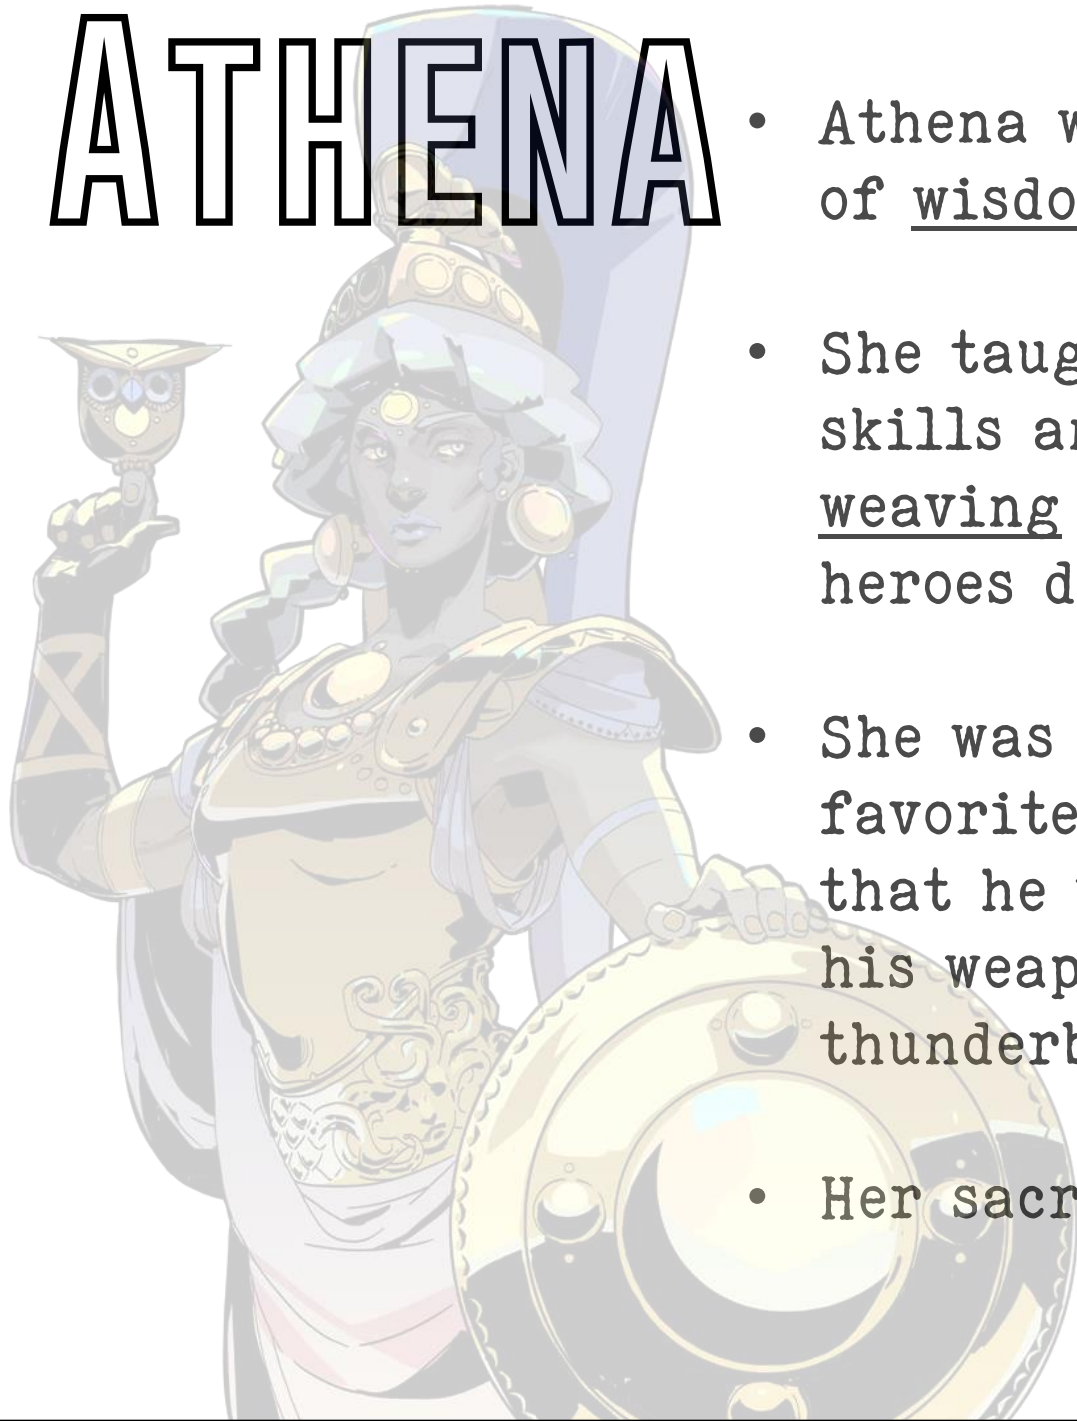 ATHENA
• Athena w
of wisdo
• She taug
skills ar
weaving
heroes d
• She was
favorite
that he
his weap
thunderb
• Her sacr